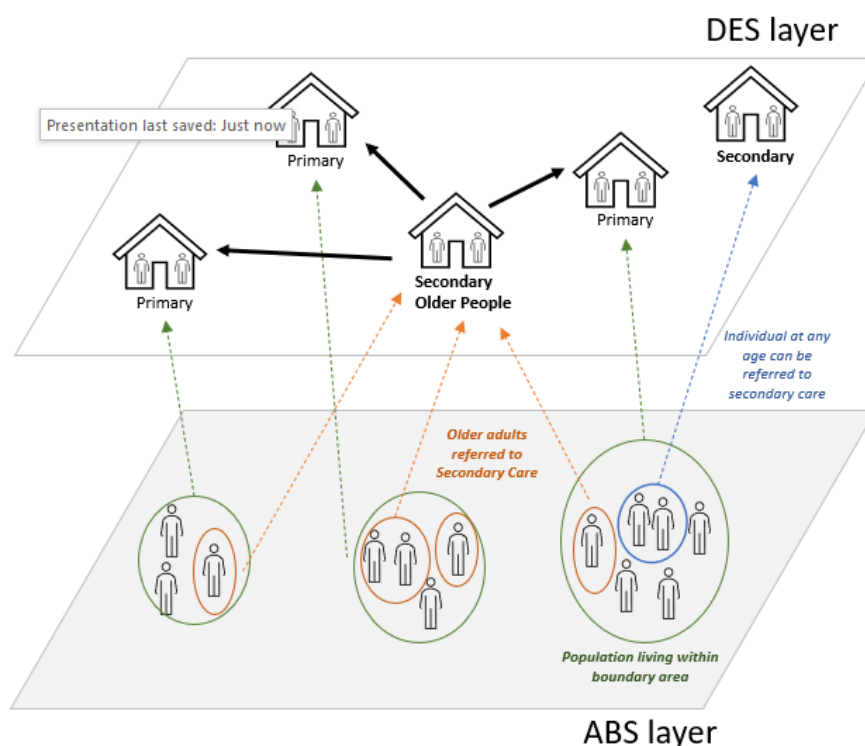 DES layer
Presentation last saved: Just now
Primary
Secondary
Primary
Primary
Secondary
Older People
Individual at any
age can be
referred to
secondary care
Older adults
referred to
Secondary Care
Population living within
boundary area
ABS layer